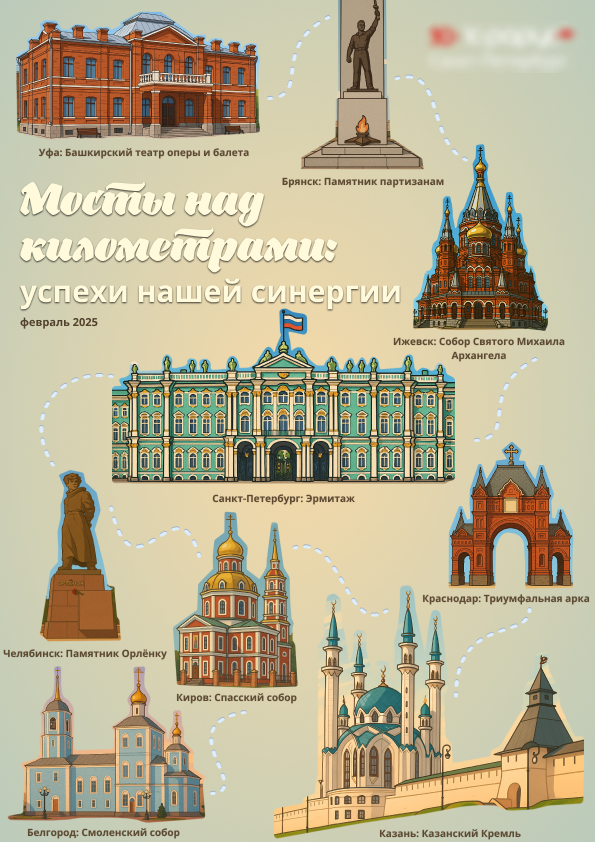 Уфа: Башкирский театр оперы и балета
Брянск: Памятник партизанам
Мосты над
километрами:
успехи нашей синергии
февраль 2025
Ижевск: Собор Святого Михаила
Архангела
Санкт-Петербург: Эрмитаж
Краснодар: Триумфальная арка
Челябинск: Памятник Орлёнку
Киров: Спасский собор
Белгород: Смоленский собор
Казань: Казанский Кремль